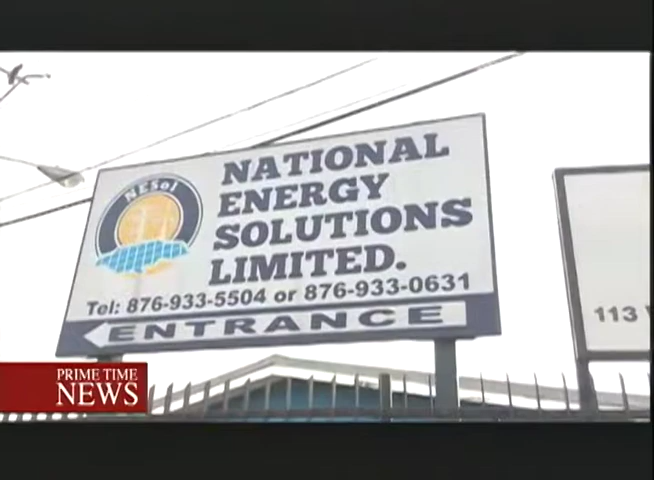 NESol
NATIONAL
ENERGY
SOLUTIONS
LIMITED.
Tel: 876-933-5504 or 876-933-0631
ENTRANCE
113
PRIME TIME
NEWS